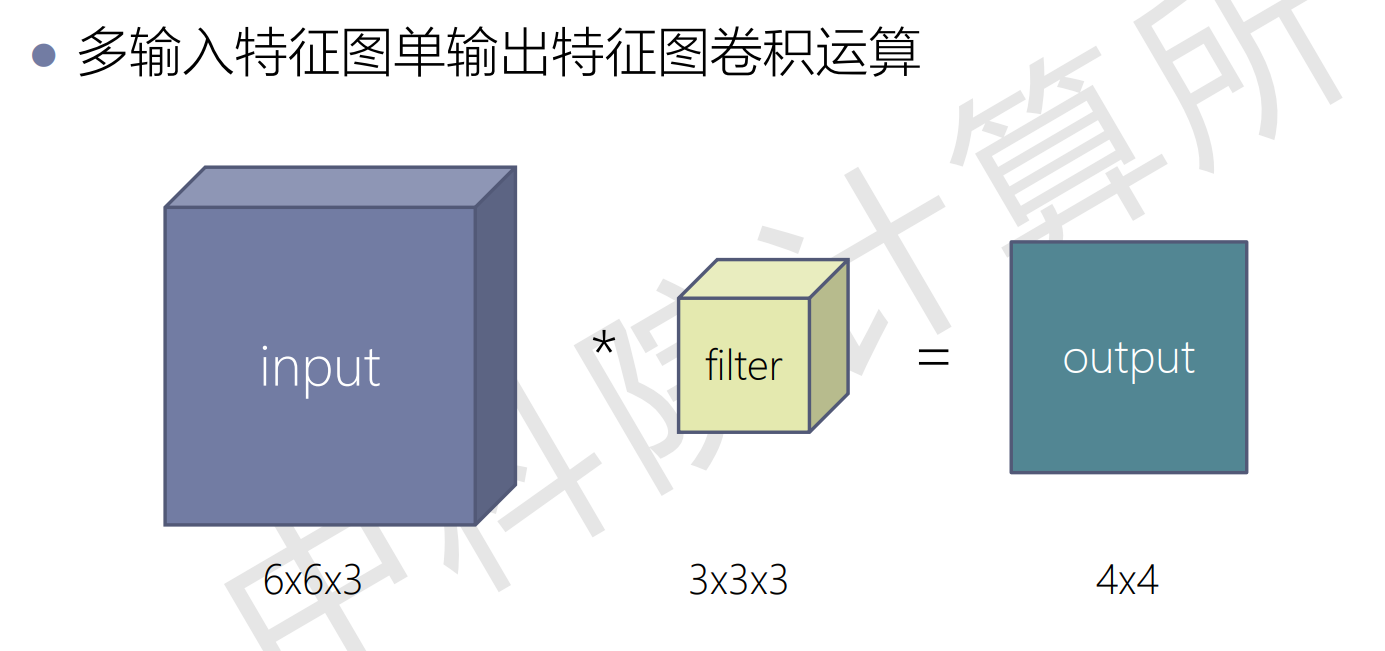 多输入特征图单输出特征图卷积运算
input
*
filter
=
output
6x6x3
3x3x3
4x4
中科院计算所